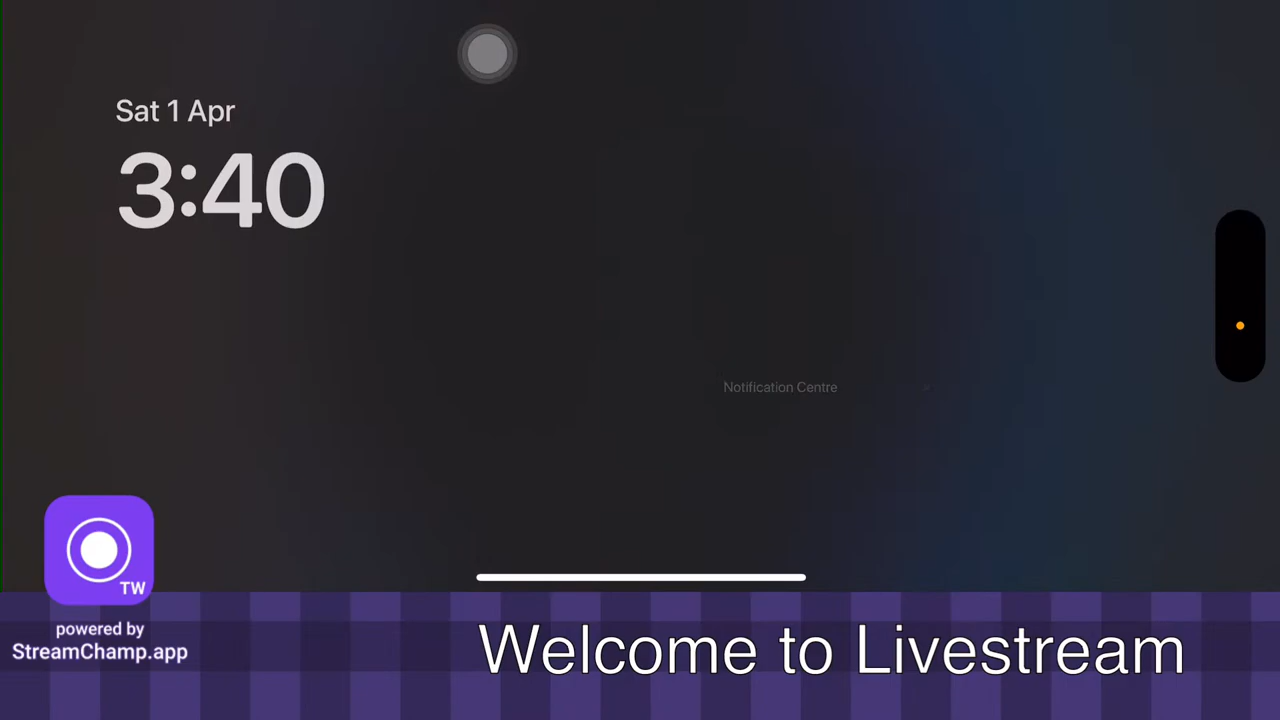 Sat 1 Apr
3:40
Notification Centre
TW
powered by
StreamChamp.app
Welcome to Livestream